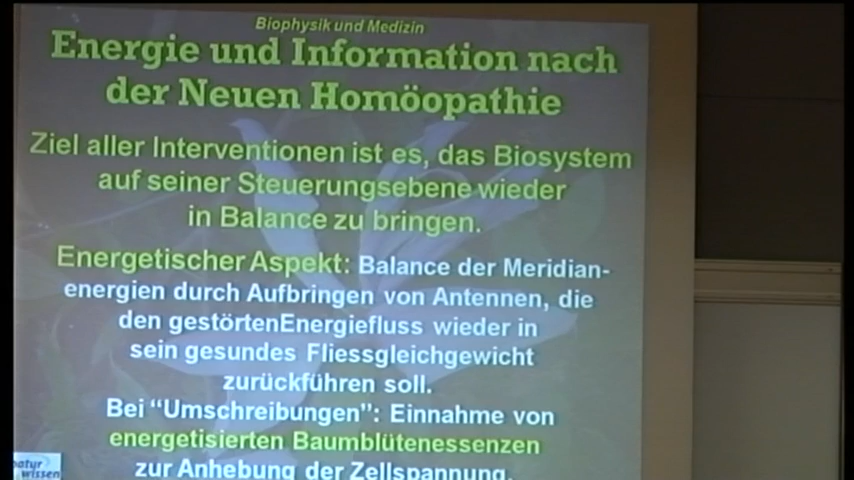 Biophysik und Medizin
Energie und Information nach
der Neuen Homöopathie
Ziel aller Interventionen ist es, das Biosystem
auf seiner Steuerungsebene wieder
in Balance zu bringen.
Energetischer Aspekt: Balance der Meridian-
energien durch Aufbringen von Antennen, die
den gestörtenEnergiefluss wieder in
sein gesundes Fliessgleichgewicht
zurückführen soll.
Bei “Umschreibungen”: Einnahme von
energetisierten Baumblütenessenzen
zur Anhebung der Zellspannung.
natur
wissen